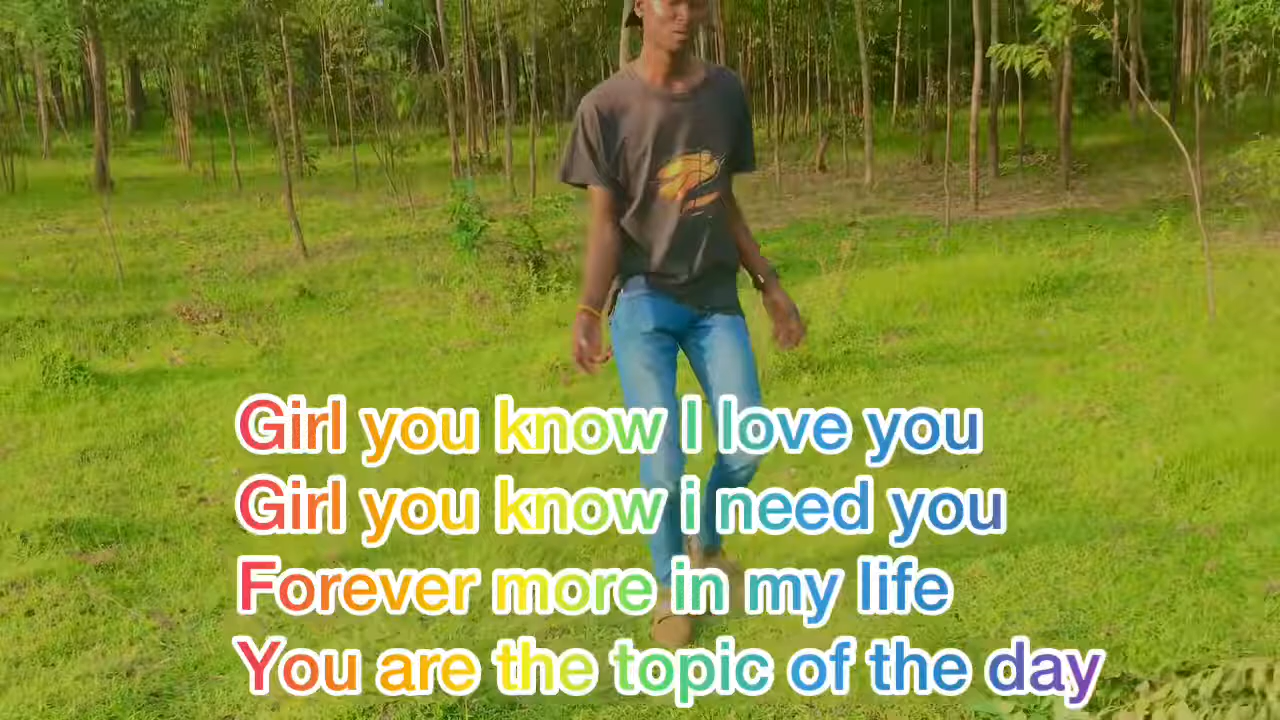 Girl you know I love you
Girl you know i need you
Forever more in my life
You are the topic of the day